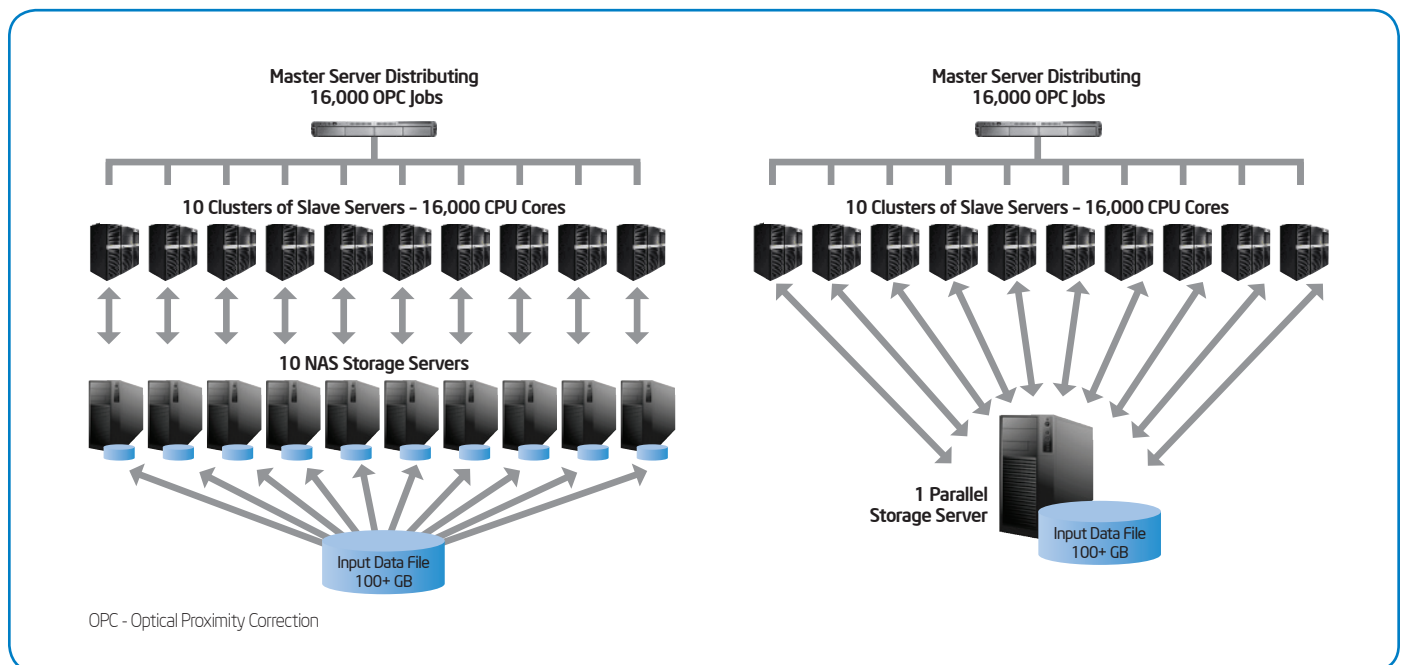 Master Server Distributing
16,000 OPC Jobs
10 Clusters of Slave Servers – 16,000 CPU Cores
10 NAS Storage Servers
Input Data File
100+ GB
OPC - Optical Proximity Correction
Master Server Distributing
16,000 OPC Jobs
10 Clusters of Slave Servers – 16,000 CPU Cores
1 Parallel
Storage Server
Input Data File
100+ GB